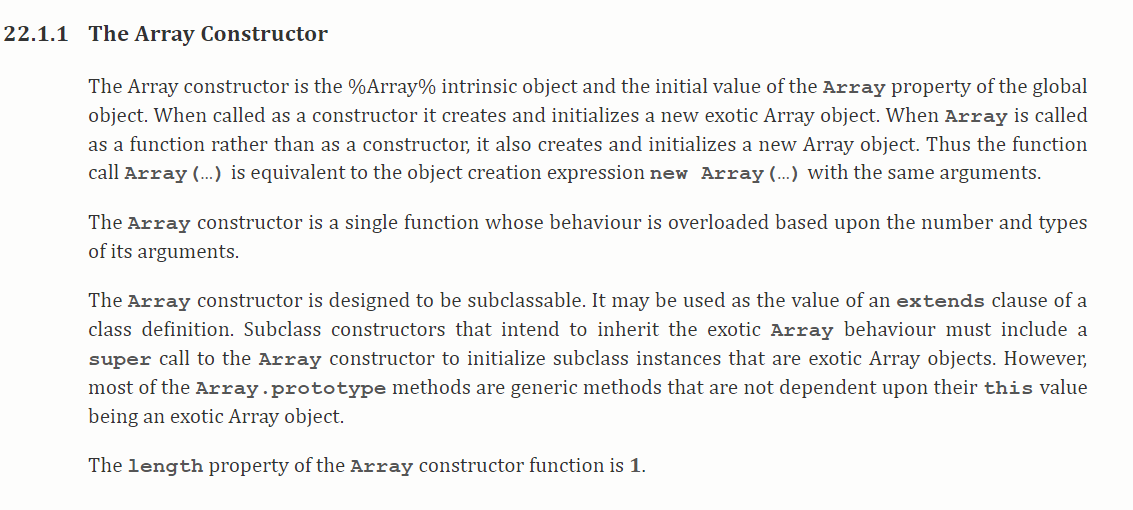 22.1.1 The Array Constructor
The Array constructor is the %Array% intrinsic object and the initial value of the Array property of the global
object. When called as a constructor it creates and initializes a new exotic Array object. When Array is called
as a function rather than as a constructor, it also creates and initializes a new Array object. Thus the function
call Array(…) is equivalent to the object creation expression new Array(…) with the same arguments.
The Array constructor is a single function whose behaviour is overloaded based upon the number and types
of its arguments.
The Array constructor is designed to be subclassable. It may be used as the value of an extends clause of a
class definition. Subclass constructors that intend to inherit the exotic Array behaviour must include a
super call to the Array constructor to initialize subclass instances that are exotic Array objects. However,
most of the Array.prototype methods are generic methods that are not dependent upon their this value
being an exotic Array object.
The length property of the Array constructor function is 1.